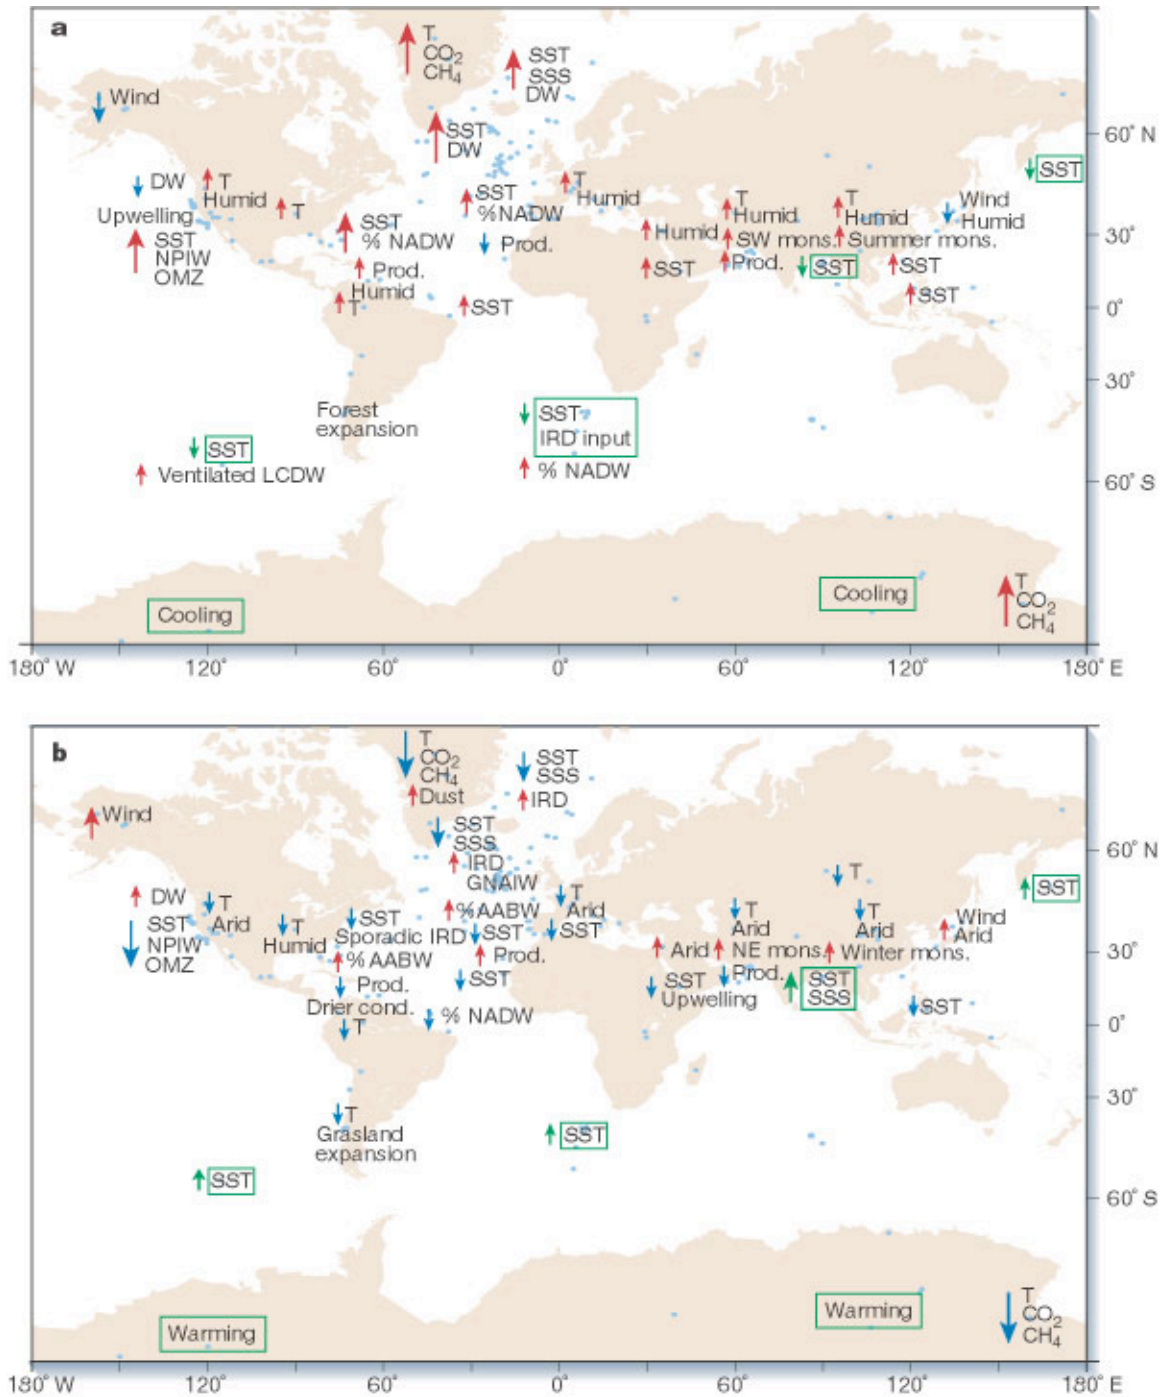 a
T
CO₂
CH₄
SST
SSS
DW
Wind
SST
DW
60° N
SST
DW
T
Humid
T
Upwelling
SST
NPIW
OMZ
SST
% NADW
Prod.
Humid
T
SST
%NADW
Prod.
SST
T
Humid
Humid
SST
T
Humid
SW mons.
Prod.
T
Humid
Summer mons.
SST
Wind
Humid
SST
SST
30°
0°
30°
Forest
expansion
SST
IRD input
SST
Ventilated LCDW
% NADW
60° S
Cooling
Cooling
T
CO₂
CH₄
180° W
120°
60°
0°
60°
120°
180° E
b
T
CO₂
CH₄
Dust
SST
SSS
IRD
Wind
SST
SSS
IRD
GNAIW
60° N
T
SST
DW
SST
NPIW
OMZ
T
Arid
T
Humid
SST
Sporadic IRD
% AABW
Prod.
Drier cond.
T
%AABW
SST
Prod.
SST
% NADW
T
Arid
SST
Arid
SST
Upwelling
T
Arid
NE mons.
Prod.
T
Arid
Winter mons.
SST
SSS
Wind
Arid
SST
30°
0°
30°
T
Grasland
expansion
SST
SST
60° S
Warming
Warming
T
CO₂
CH₄
180° W
120°
60°
0°
60°
120°
180° E